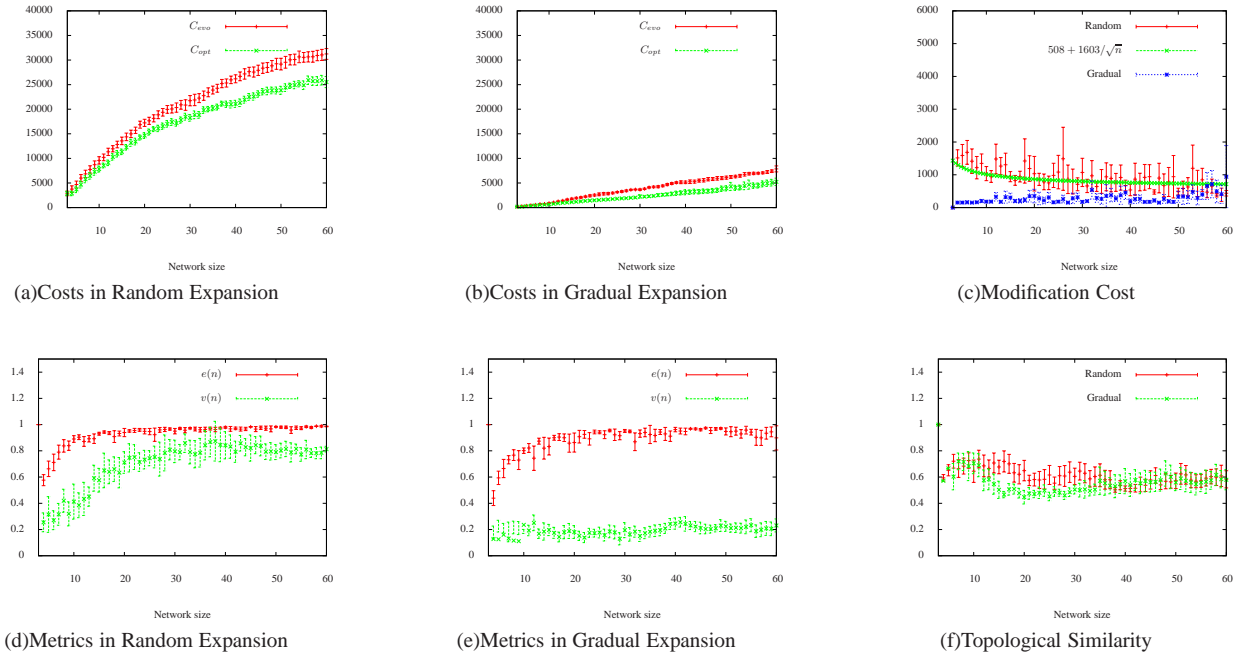 40000
35000
30000
25000
20000
15000
10000
5000
0
C_evo
C_opt
10 20 30 40 50 60
Network size
(a)Costs in Random Expansion
40000
35000
30000
25000
20000
15000
10000
5000
0
C_evo
C_opt
10 20 30 40 50 60
Network size
(b)Costs in Gradual Expansion
6000
5000
4000
3000
2000
1000
0
Random
508 + 1603/√n
Gradual
10 20 30 40 50 60
Network size
(c)Modification Cost
1.4
1.2
1
0.8
0.6
0.4
0.2
0
e(n)
v(n)
10 20 30 40 50 60
Network size
(d)Metrics in Random Expansion
1.4
1.2
1
0.8
0.6
0.4
0.2
0
e(n)
v(n)
10 20 30 40 50 60
Network size
(e)Metrics in Gradual Expansion
1.4
1.2
1
0.8
0.6
0.4
0.2
0
Random
Gradual
10 20 30 40 50 60
Network size
(f)Topological Similarity